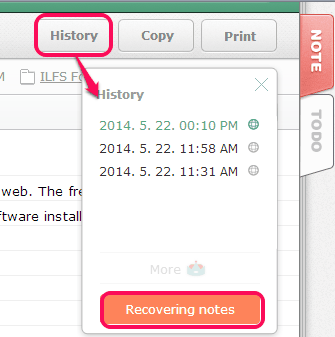 History Copy Print
NOTE
TODO
M ILFS FO
History
2014. 5. 22. 00:10 PM
2014. 5. 22. 11:58 AM
2014. 5. 22. 11:31 AM
web. The fre
ftware install
More
Recovering notes